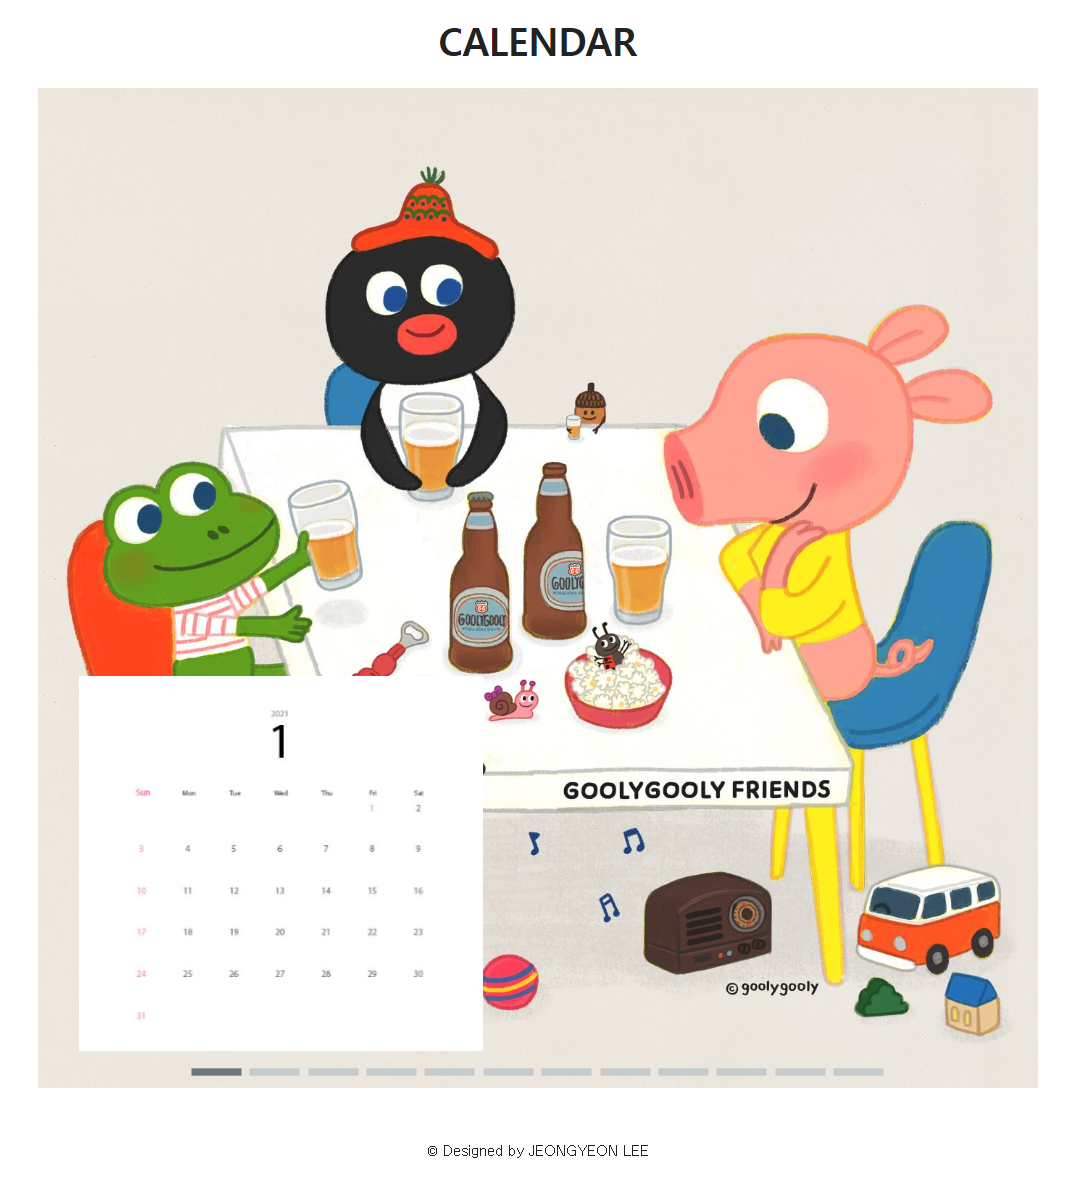 CALENDAR
GOOLYGOOLY
GOOLYG
GOOLYGOOLY FRIENDS
© goolygooly
2021
1
Sun Mon Tue Wed Thu Fri Sat
1 2
3 4 5 6 7 8 9
10 11 12 13 14 15 16
17 18 19 20 21 22 23
24 25 26 27 28 29 30
31
© Designed by JEONGYEON LEE